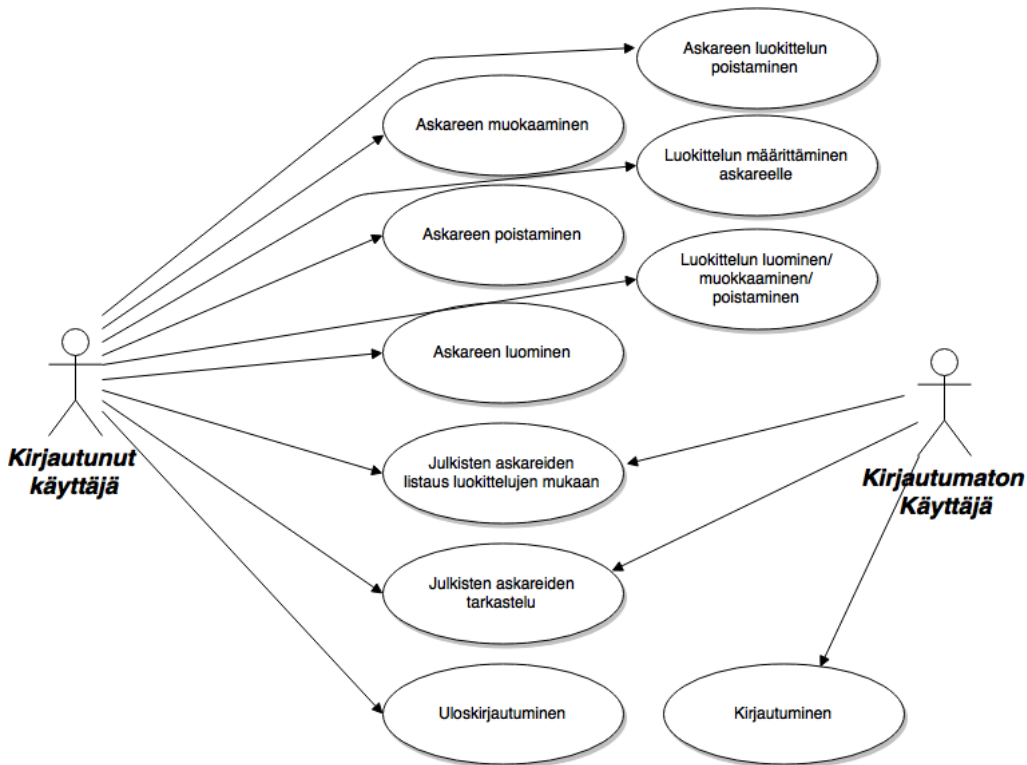 Askareen luokittelun
poistaminen
Askareen muokaaminen
Luokittelun määrittäminen
askareelle
Askareen poistaminen
Luokittelun luominen/
muokkaaminen/
poistaminen
Askareen luominen
Kirjautunut
käyttäjä
Julkisten askareiden
listaus luokittelujen mukaan
Kirjautumaton
Käyttäjä
Julkisten askareiden
tarkastelu
Uloskirjautuminen
Kirjautuminen